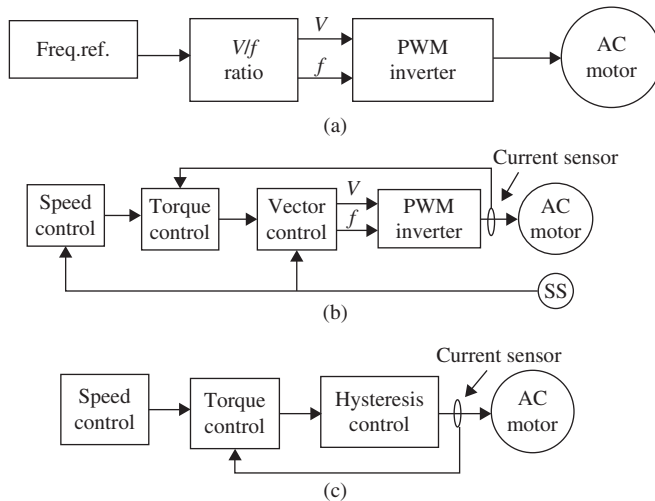 Freq.ref.
V/f
ratio
V
f
PWM
inverter
AC
motor
(a)
Current sensor
Speed
control
Torque
control
Vector
control
V
f
PWM
inverter
AC
motor
SS
(b)
Current sensor
Speed
control
Torque
control
Hysteresis
control
AC
motor
(c)